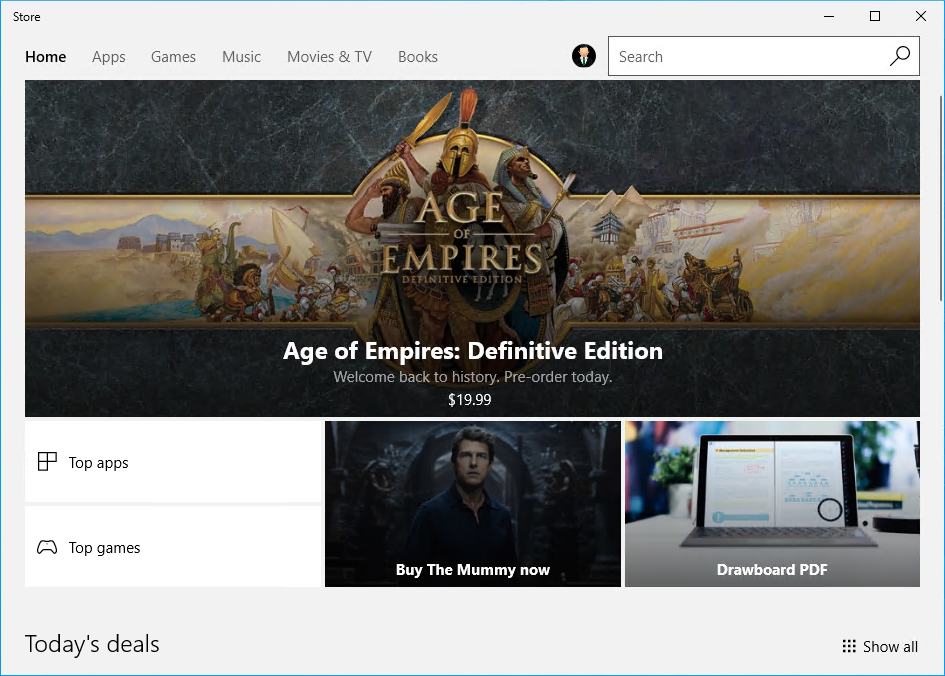 Store
Home Apps Games Music Movies & TV Books Search
AGE
OF
EMPIRES
DEFINITIVE EDITION
Age of Empires: Definitive Edition
Welcome back to history. Pre-order today.
$19.99
Top apps
Top games
Buy The Mummy now
Drawboard PDF
Today's deals
Show all